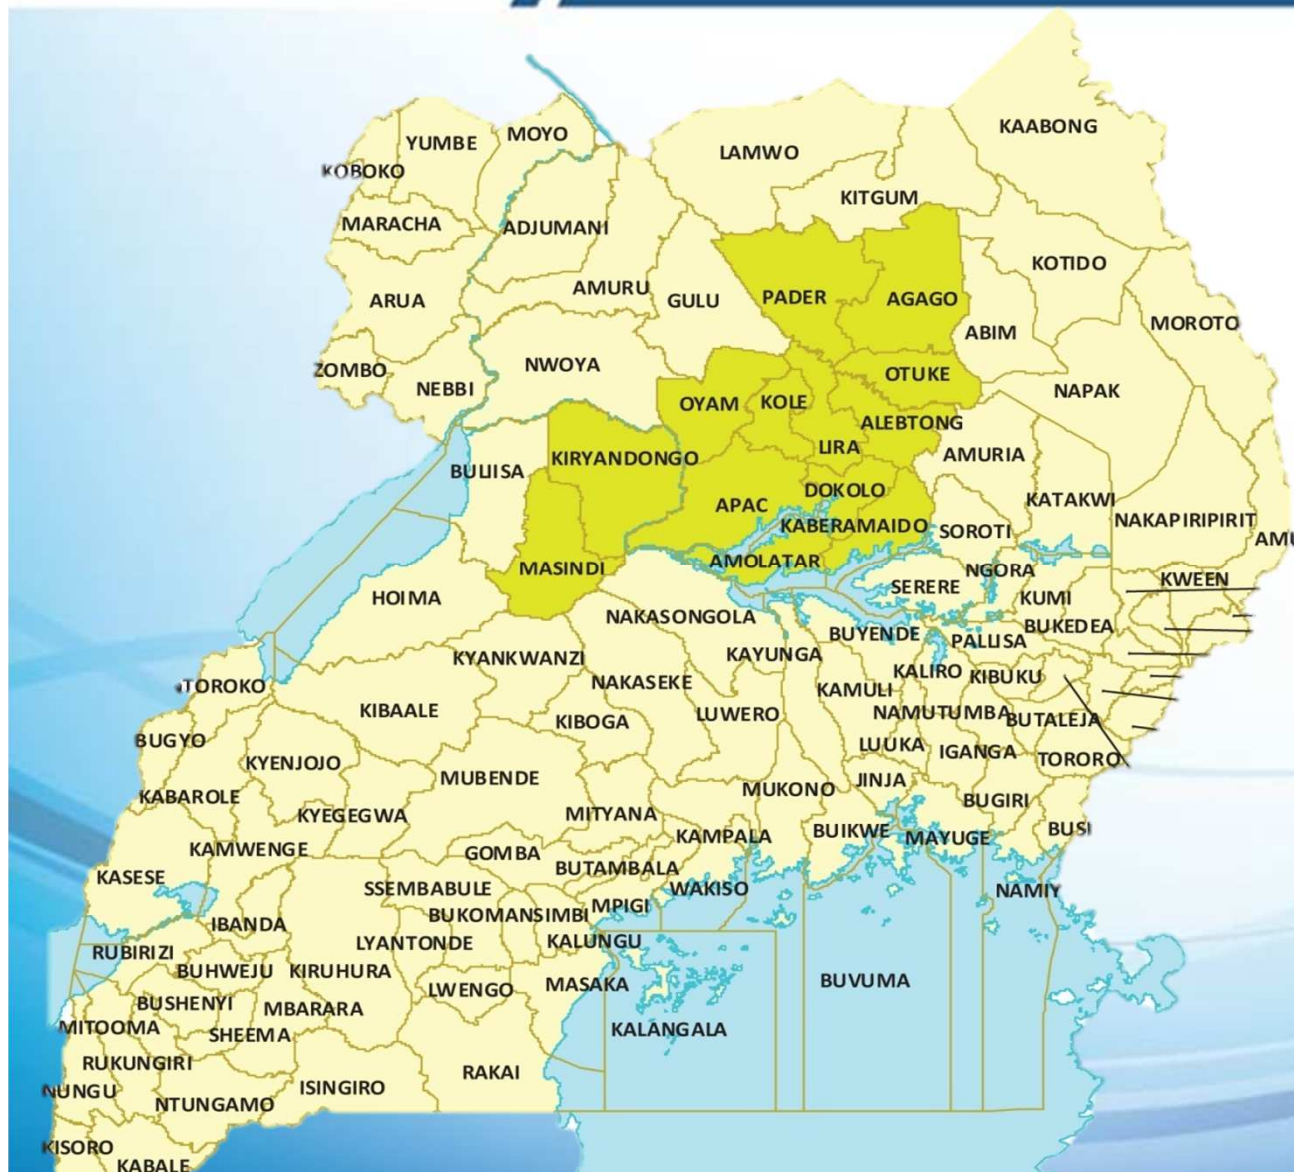 KAABONG
MOYO
YUMBE
LAMWO
KOBOKO
KITGUM
MARACHA
ADJUMANI
KOTIDO
AMURU
PADER
AGAGO
ARUA
GULU
MOROTO
ABIM
NWOYA
ZOMBO
OTUKE
NEBBI
NAPAK
OYAM
KOLE
ALEBTONG
LIRA
AMURIA
KIRYANDONGO
BULIISA
DOKOLO
KATAKWI
APAC
NAKAPIRIPIRIT
KABERAMAIDO
SOROTI
AMU
AMOLATAR
MASINDI
NGORA
KWEEN
SERERE
HOIMA
KUMI
NAKASONGOLA
BUKEDEA
BUYENDE
PALLISA
KAYUNGA
KYANKWANZI
KALIRO
KIBUKU
NAKASEKE
TOROKO
KAMULI
KIBAALE
LUWERO
NAMUTUMBA
BUTALEJA
KIBOGA
BUGYO
LUUKA
IGANGA
TORORO
KYENJOJO
MUBENDE
JINJA
MUKONO
KABAROLE
BUGIRI
KYEGEGWA
MITYANA
BUSI
BUIKWE
KAMPALA
MAYUGE
KAMWENGE
GOMBA
BUTAMBALA
KASESE
SSEMBABULE
WAKISO
NAMIY
MPIGI
BUKOMANSIMBI
IBANDA
LYANTONDE
KALUNGU
RUBIRIZI
BUHWEJU
KIRUHURA
BUVUMA
MASAKA
LWENGO
BUSHENYI
MBARARA
MITOOMA
KALANGALA
SHEEMA
RUKUNGIRI
RAKAI
ISINGIRO
NUNGU
NTUNGAMO
KISORO
KABALE